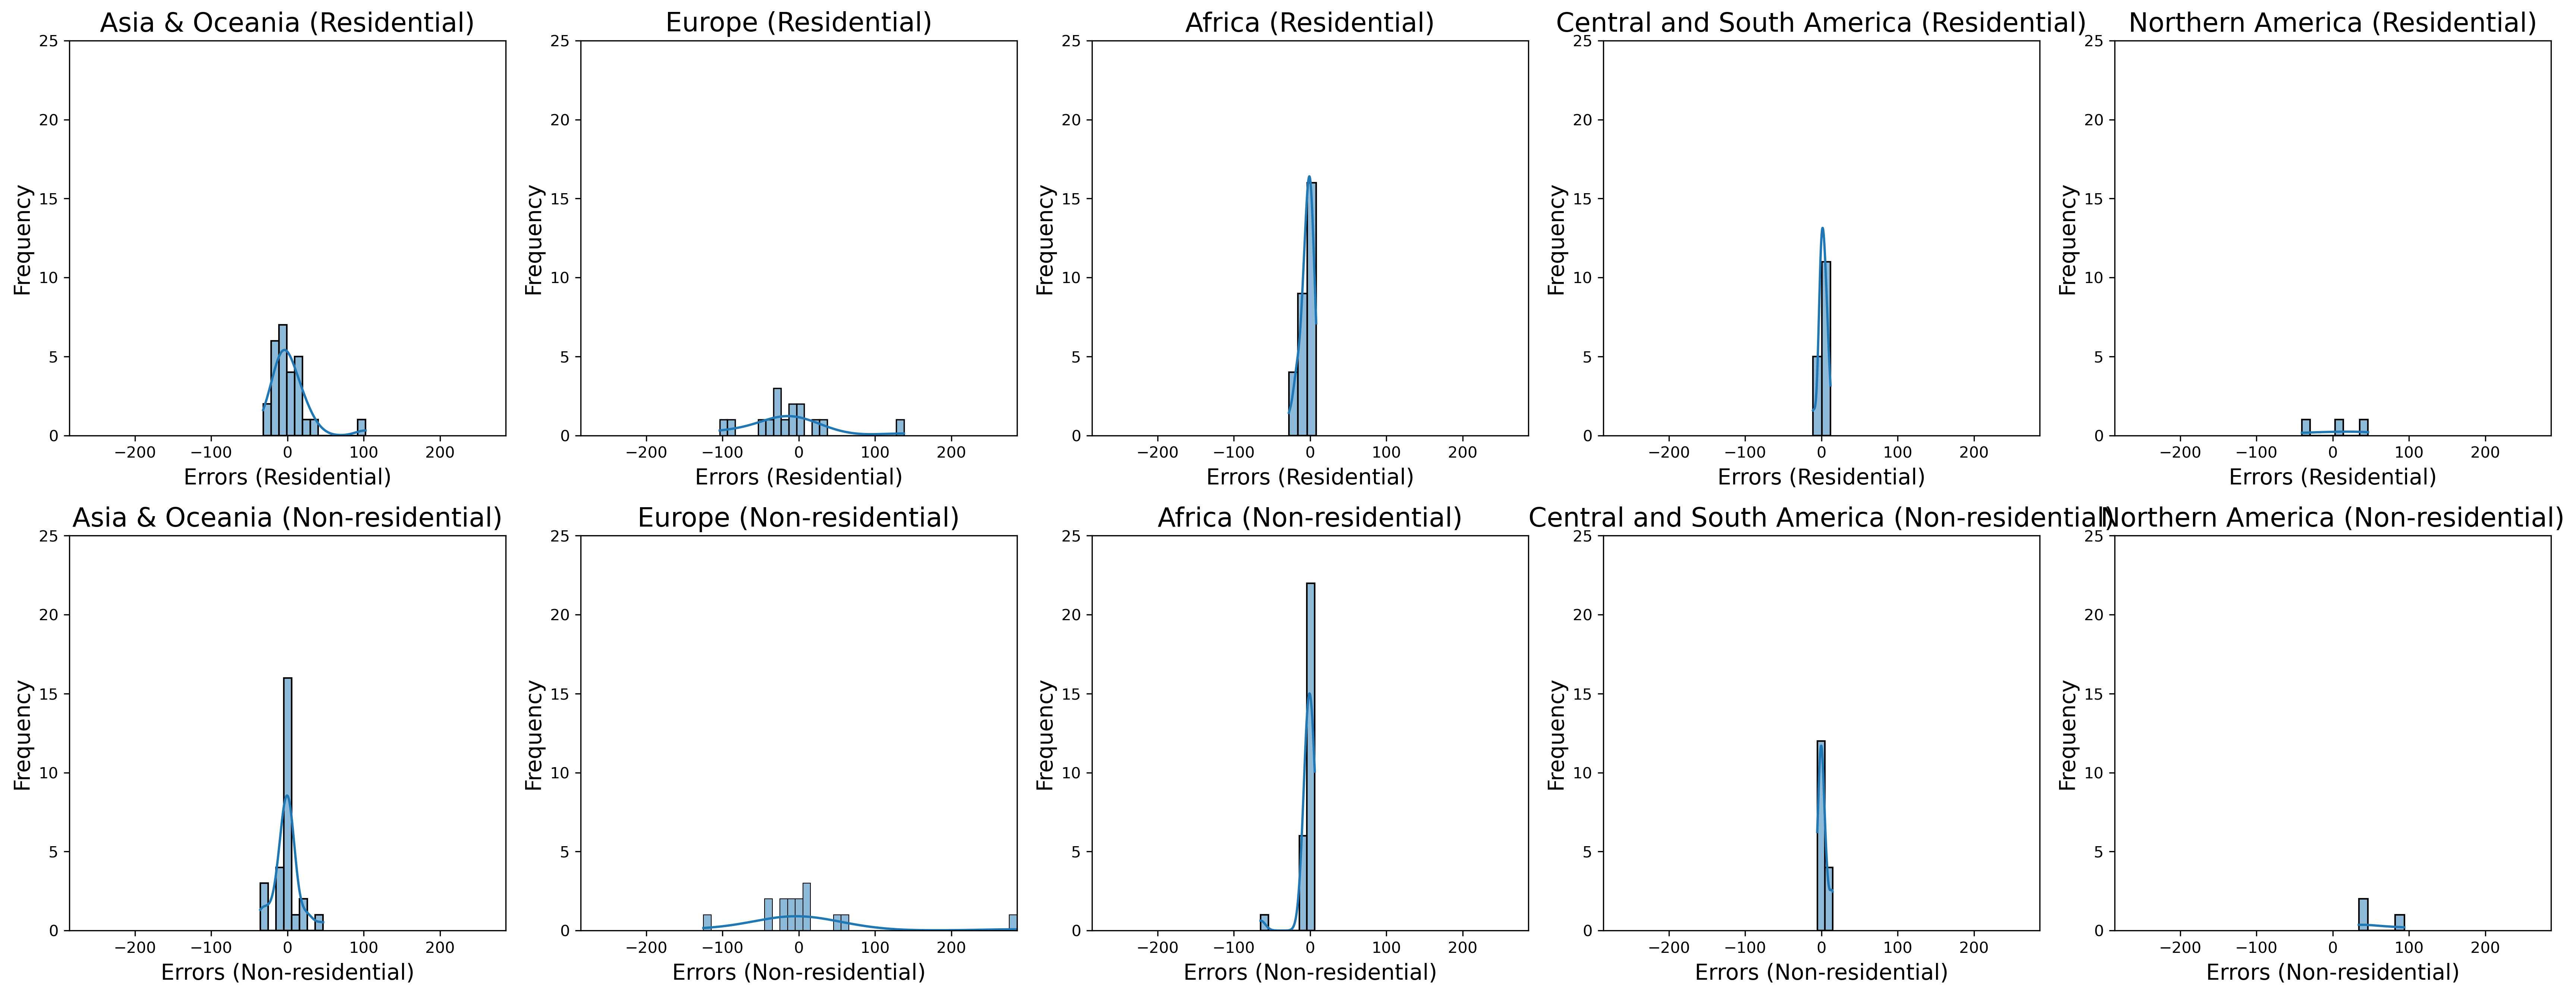 Asia & Oceania (Residential)
25
20
15
10
5
0
Frequency
−200 −100 0 100 200
Errors (Residential)
Europe (Residential)
25
20
15
10
5
0
Frequency
−200 −100 0 100 200
Errors (Residential)
Africa (Residential)
25
20
15
10
5
0
Frequency
−200 −100 0 100 200
Errors (Residential)
Central and South America (Residential)
25
20
15
10
5
0
Frequency
−200 −100 0 100 200
Errors (Residential)
Northern America (Residential)
25
20
15
10
5
0
Frequency
−200 −100 0 100 200
Errors (Residential)
Asia & Oceania (Non-residential)
25
20
15
10
5
0
Frequency
−200 −100 0 100 200
Errors (Non-residential)
Europe (Non-residential)
25
20
15
10
5
0
Frequency
−200 −100 0 100 200
Errors (Non-residential)
Africa (Non-residential)
25
20
15
10
5
0
Frequency
−200 −100 0 100 200
Errors (Non-residential)
Central and South America (Non-residential)
25
20
15
10
5
0
Frequency
−200 −100 0 100 200
Errors (Non-residential)
Northern America (Non-residential)
25
20
15
10
5
0
Frequency
−200 −100 0 100 200
Errors (Non-residential)